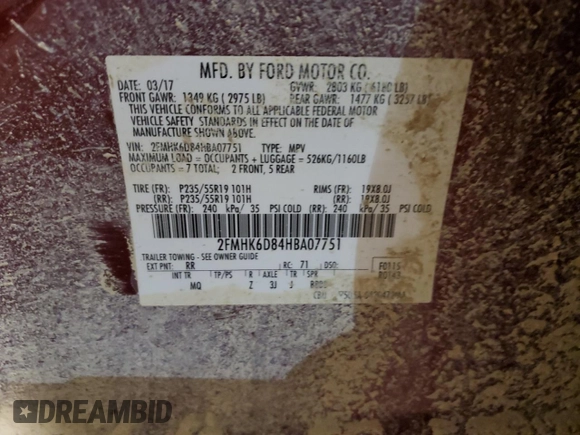 MFD. BY FORD MOTOR CO.
DATE: 03/17 GVWR: 2803 KG ( 6180 LB)
FRONT GAWR: 1349 KG ( 2975 LB) REAR GAWR: 1477 KG ( 3257 LB)
THIS VEHICLE CONFORMS TO ALL APPLICABLE FEDERAL MOTOR
VEHICLE SAFETY STANDARDS IN EFFECT ON THE DATE OF
MANUFACTURE SHOWN ABOVE.
VIN: 2FMHK6D84HBA07751 TYPE: MPV
MAXIMUM LOAD = OCCUPANTS + LUGGAGE = 526KG/1160LB
OCCUPANTS = 7 TOTAL; 2 FRONT, 5 REAR
TIRE (FR): P235/55R19 101H RIMS (FR): 19X8.0J
(RR): P235/55R19 101H (RR): 19X8.0J
PRESSURE (FR): 240 kPa/ 35 PSI COLD (RR): 240 kPa/ 35 PSI COLD
2FMHK6D84HBA07751
TRAILER TOWING - SEE OWNER GUIDE
EXT PNT: RR RC: 71 DSO: F0115
INT TR TP/PS R AXLE TR SPR
MQ Z 3J J
DREAMBID